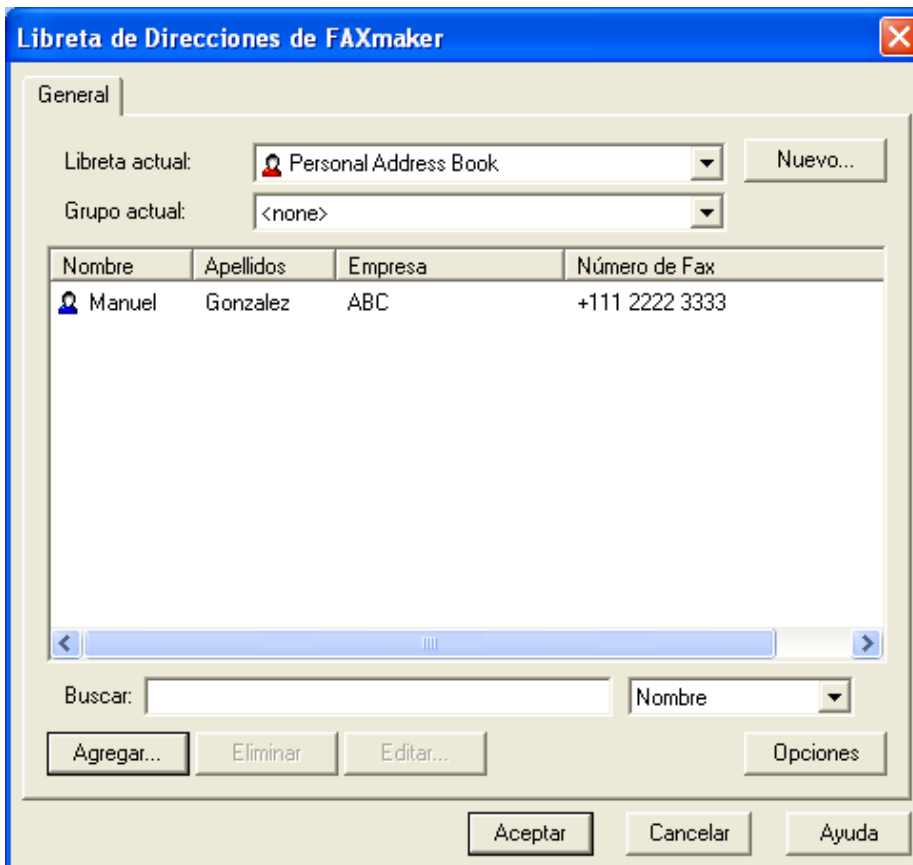 Libreta de Direcciones de FAXmaker
General
Libreta actual: Personal Address Book Nuevo...
Grupo actual: <none>
Nombre Apellidos Empresa Número de Fax
Manuel Gonzalez ABC +111 2222 3333
Buscar: Nombre
Agregar... Eliminar Editar... Opciones
Aceptar Cancelar Ayuda